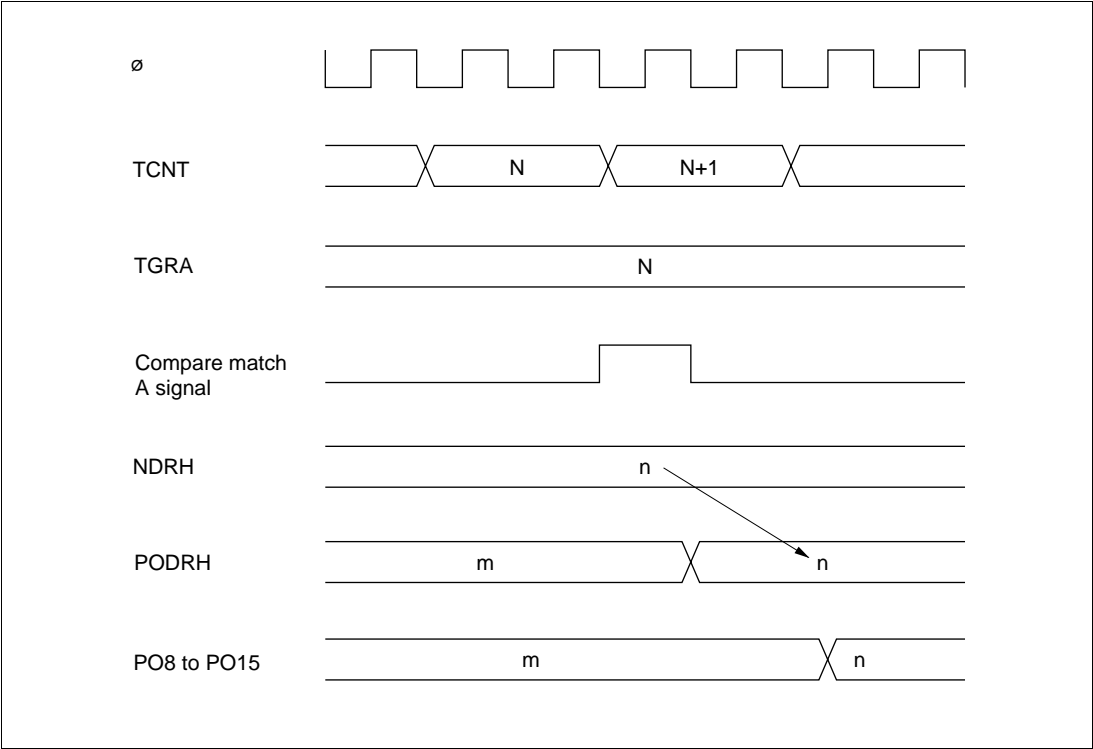 ø
TCNT
N
N+1
TGRA
N
Compare match
A signal
NDRH
n
PODRH
m
n
PO8 to PO15
m
n